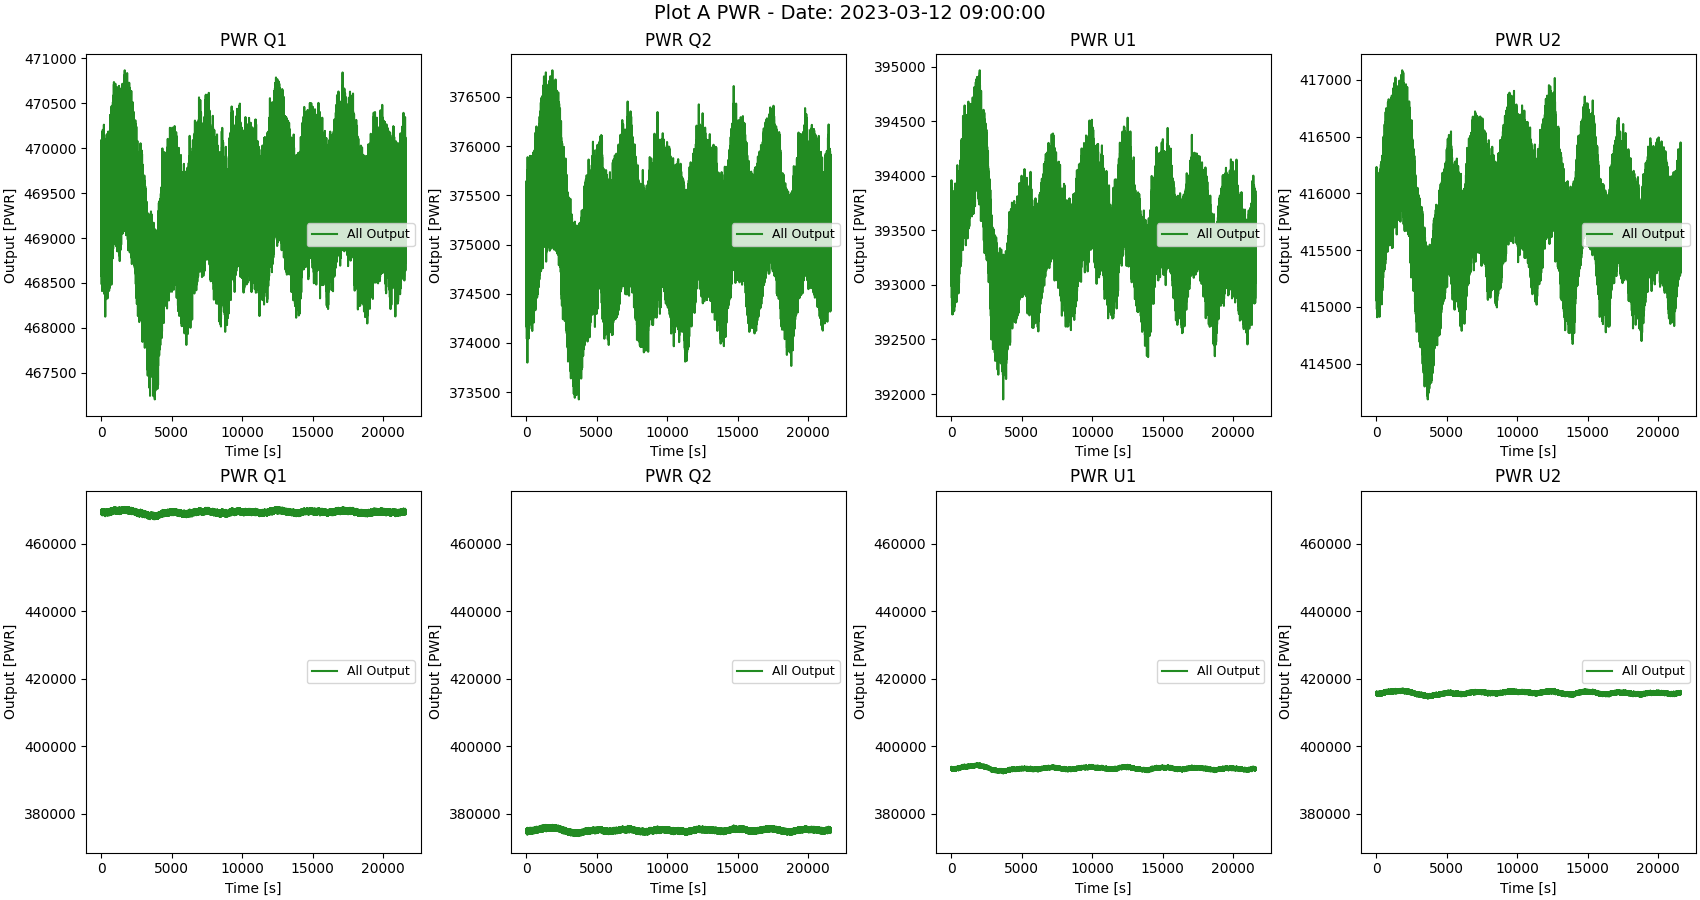 Plot A PWR - Date: 2023-03-12 09:00:00
PWR Q1
PWR Q2
PWR U1
PWR U2
Output [PWR]
471000
470500
470000
469500
469000
468500
468000
467500
All Output
0 5000 10000 15000 20000
Time [s]
Output [PWR]
376500
376000
375500
375000
374500
374000
373500
All Output
0 5000 10000 15000 20000
Time [s]
Output [PWR]
395000
394500
394000
393500
393000
392500
392000
All Output
0 5000 10000 15000 20000
Time [s]
Output [PWR]
417000
416500
416000
415500
415000
414500
All Output
0 5000 10000 15000 20000
Time [s]
PWR Q1
PWR Q2
PWR U1
PWR U2
Output [PWR]
460000
440000
420000
400000
380000
All Output
0 5000 10000 15000 20000
Time [s]
Output [PWR]
460000
440000
420000
400000
380000
All Output
0 5000 10000 15000 20000
Time [s]
Output [PWR]
460000
440000
420000
400000
380000
All Output
0 5000 10000 15000 20000
Time [s]
Output [PWR]
460000
440000
420000
400000
380000
All Output
0 5000 10000 15000 20000
Time [s]